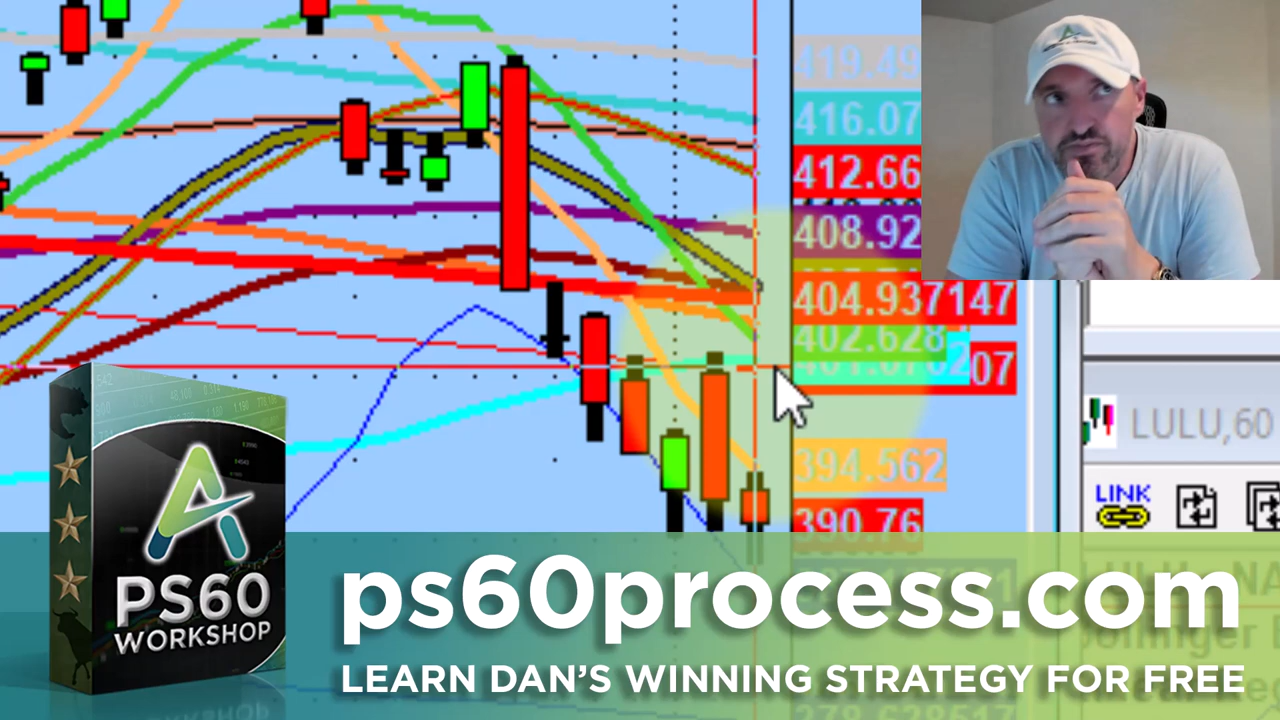 419.49
416.07
412.66
408.92
404.937147
402.628
07
394.562
390.76
LULU,60
LINK
PS60
WORKSHOP
ps60process.com
LEARN DAN'S WINNING STRATEGY FOR FREE